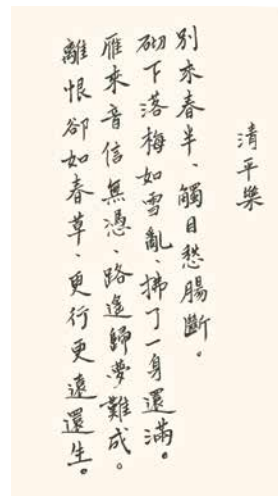 清平樂
別來春半、觸目愁腸斷。
砌下落梅如雪亂、拂了一身還滿。
雁來音信無憑、路遙歸夢難成。
離恨卻如春草、更行更遠還生。